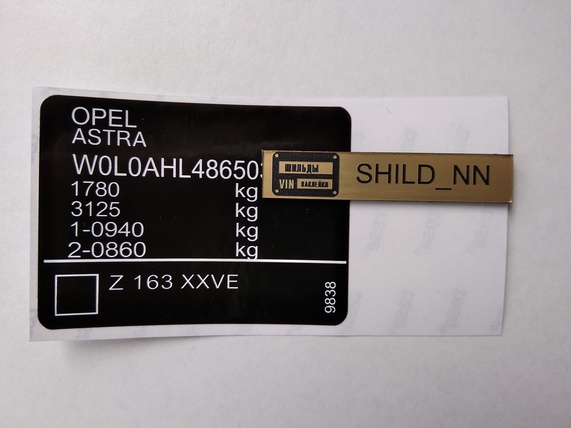 OPEL
ASTRA
W0L0AHL486503
1780 kg
3125 kg
1-0940 kg
2-0860 kg
Z 163 XXVE
9838
ШИЛЬДЫ
VIN НАКЛЕЙКИ
SHILD_NN